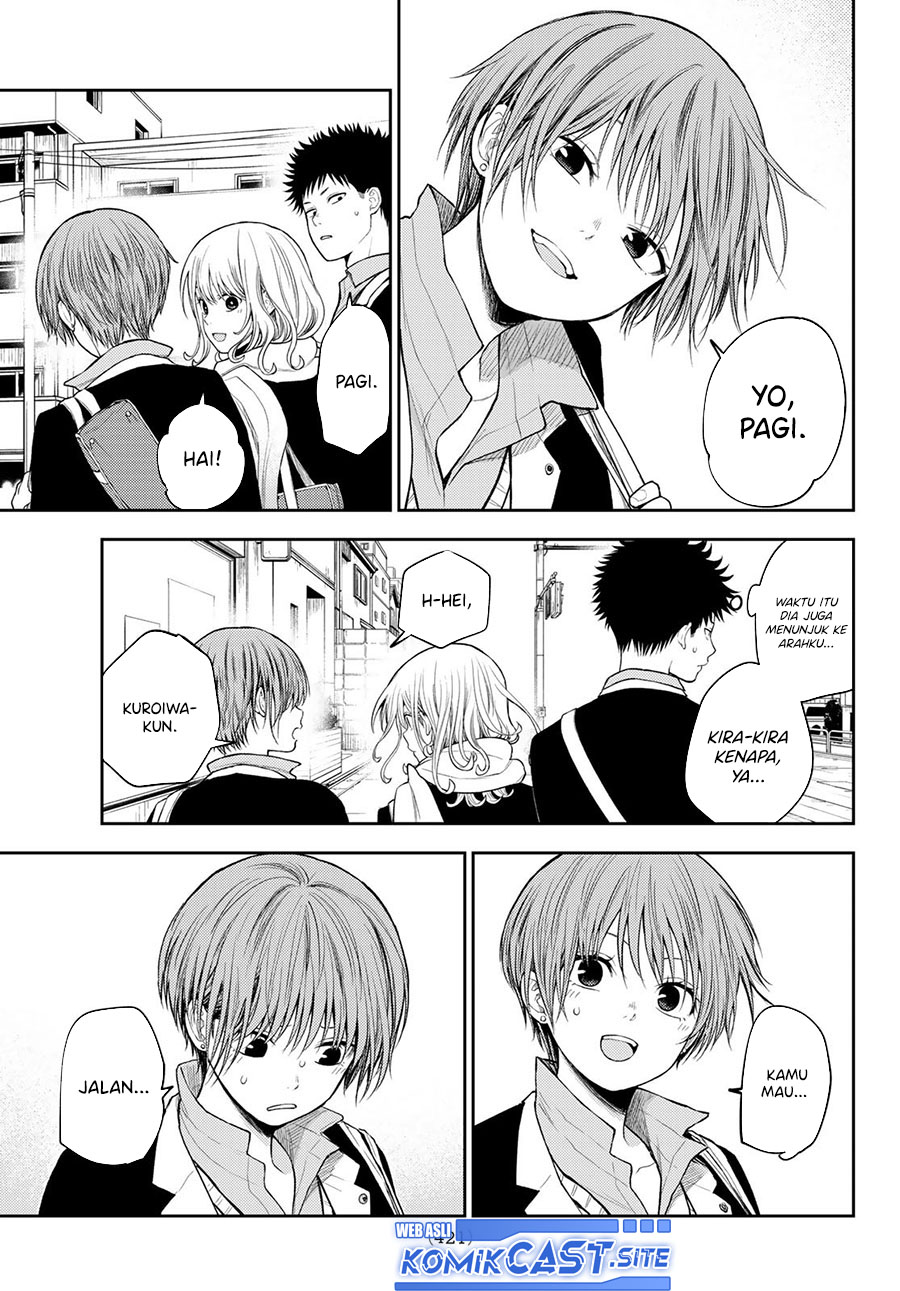 YO,
PAGI.
PAGI.
HAI!
WAKTU ITU
DIA JUGA
MENUNJUK KE
ARAHKU...
KIRA-KIRA
KENAPA,
YA...
H-HEI,
KUROIWA-
KUN.
KAMU
MAU...
JALAN...
(421)
WEB ASLI
KOMIKCAST.SITE